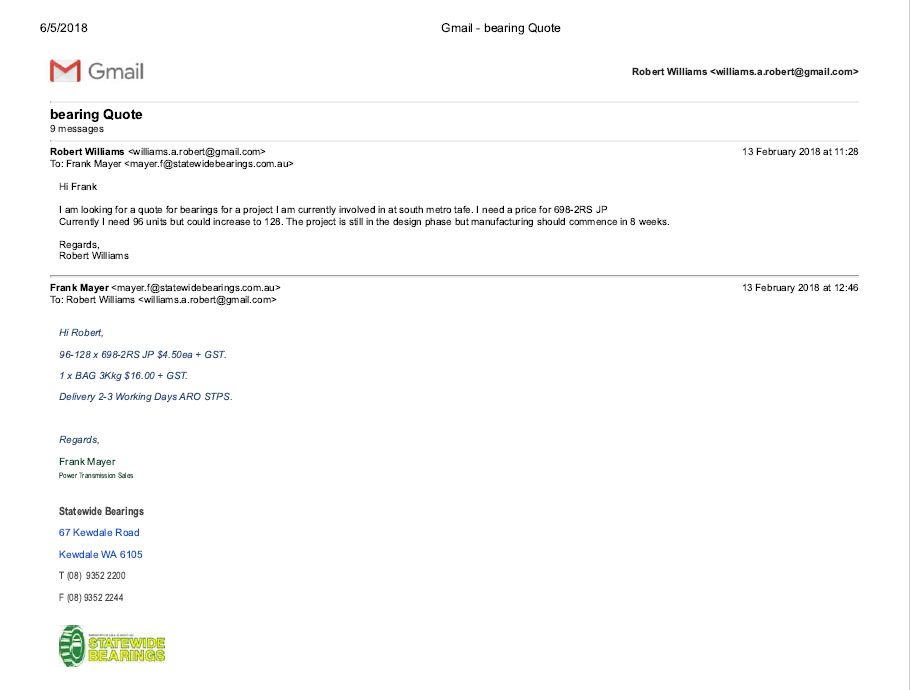 6/5/2018 Gmail - bearing Quote
Gmail
Robert Williams <williams.a.robert@gmail.com>
bearing Quote
9 messages
Robert Williams <williams.a.robert@gmail.com> 13 February 2018 at 11:28
To: Frank Mayer <mayer.f@statewidebearings.com.au>
Hi Frank
I am looking for a quote for bearings for a project I am currently involved in at south metro tafe. I need a price for 698-2RS JP
Currently I need 96 units but could increase to 128. The project is still in the design phase but manufacturing should commence in 8 weeks.
Regards,
Robert Williams
Frank Mayer <mayer.f@statewidebearings.com.au> 13 February 2018 at 12:46
To: Robert Williams <williams.a.robert@gmail.com>
Hi Robert,
96-128 x 698-2RS JP $4.50ea + GST.
1 x BAG 3Kkg $16.00 + GST.
Delivery 2-3 Working Days ARO STPS.
Regards,
Frank Mayer
Power Transmission Sales
Statewide Bearings
67 Kewdale Road
Kewdale WA 6105
T (08) 9352 2200
F (08) 9352 2244
STATEWIDE
BEARINGS